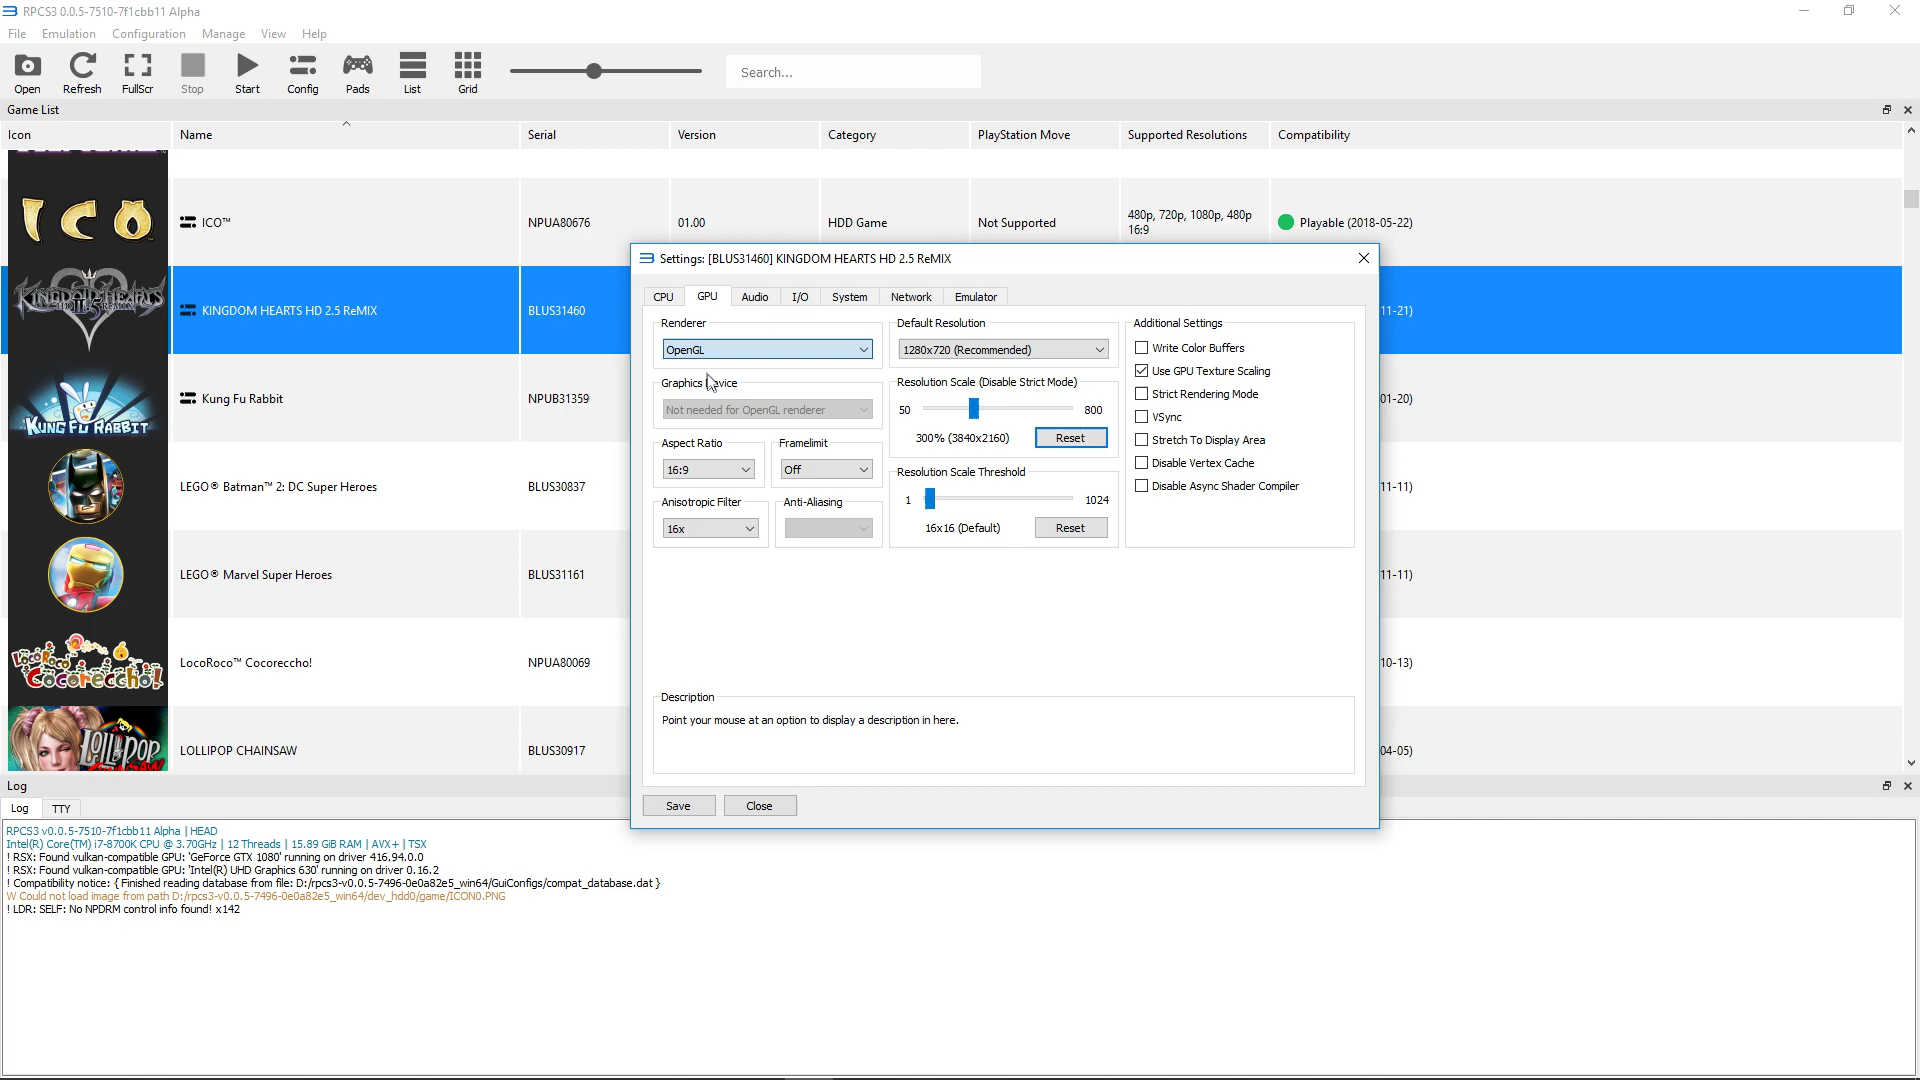 RPCS3 0.0.5-7510-7f1cbb11 Alpha
File Emulation Configuration Manage View Help
Open Refresh FullScr Stop Start Config Pads List Grid Search...
Game List
Icon Name Serial Version Category PlayStation Move Supported Resolutions Compatibility
ICO
ICO™ NPUA80676 01.00 HDD Game Not Supported 480p, 720p, 1080p, 480p 16:9 Playable (2018-05-22)
KINGDOM HEARTS
HD II.5 ReMIX
KINGDOM HEARTS HD 2.5 ReMIX BLUS31460 11-21)
KUNG FU RABBIT
Kung Fu Rabbit NPUB31359 01-20)
LEGO® Batman™ 2: DC Super Heroes BLUS30837 11-11)
LEGO® Marvel Super Heroes BLUS31161 11-11)
LocoRoco
Cocoreccho!
LocoRoco™ Cocoreccho! NPUA80069 10-13)
LOLLIPOP
LOLLIPOP CHAINSAW BLUS30917 04-05)
Settings: [BLUS31460] KINGDOM HEARTS HD 2.5 ReMIX
CPU GPU Audio I/O System Network Emulator
Renderer
OpenGL
Graphics Device
Not needed for OpenGL renderer
Aspect Ratio Framelimit
16:9 Off
Anisotropic Filter Anti-Aliasing
16x
Default Resolution
1280x720 (Recommended)
Resolution Scale (Disable Strict Mode)
50 800
300% (3840x2160) Reset
Resolution Scale Threshold
1 1024
16x16 (Default) Reset
Additional Settings
Write Color Buffers
Use GPU Texture Scaling
Strict Rendering Mode
VSync
Stretch To Display Area
Disable Vertex Cache
Disable Async Shader Compiler
Description
Point your mouse at an option to display a description in here.
Save Close
Log
Log TTY
RPCS3 v0.0.5-7510-7f1cbb11 Alpha | HEAD
Intel(R) Core(TM) i7-8700K CPU @ 3.70GHz | 12 Threads | 15.89 GiB RAM | AVX+ | TSX
! RSX: Found vulkan-compatible GPU: 'GeForce GTX 1080' running on driver 416.94.0.0
! RSX: Found vulkan-compatible GPU: 'Intel(R) UHD Graphics 630' running on driver 0.16.2
! Compatibility notice: { Finished reading database from file: D:/rpcs3-v0.0.5-7496-0e0a82e5_win64/GuiConfigs/compat_database.dat }
W Could not load image from path D:/rpcs3-v0.0.5-7496-0e0a82e5_win64/dev_hdd0/game/ICON0.PNG
! LDR: SELF: No NPDRM control info found! x142